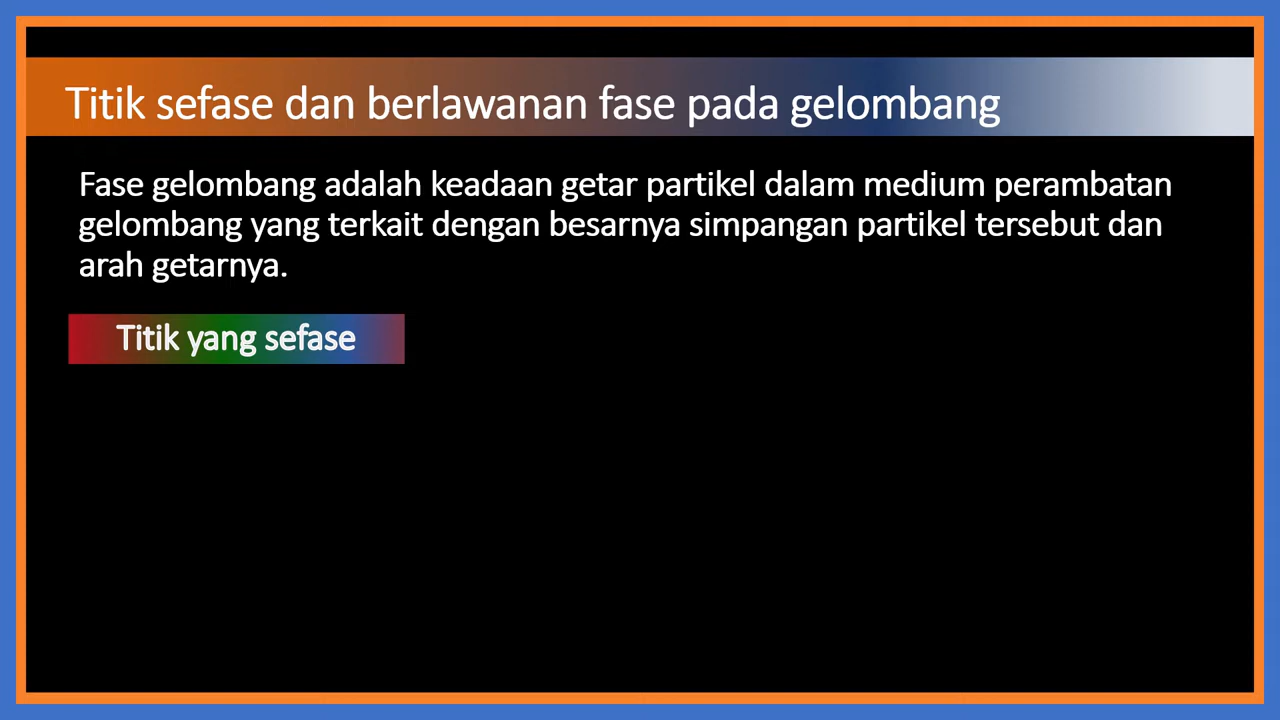 Titik sefase dan berlawanan fase pada gelombang
Fase gelombang adalah keadaan getar partikel dalam medium perambatan
gelombang yang terkait dengan besarnya simpangan partikel tersebut dan
arah getarnya.
Titik yang sefase